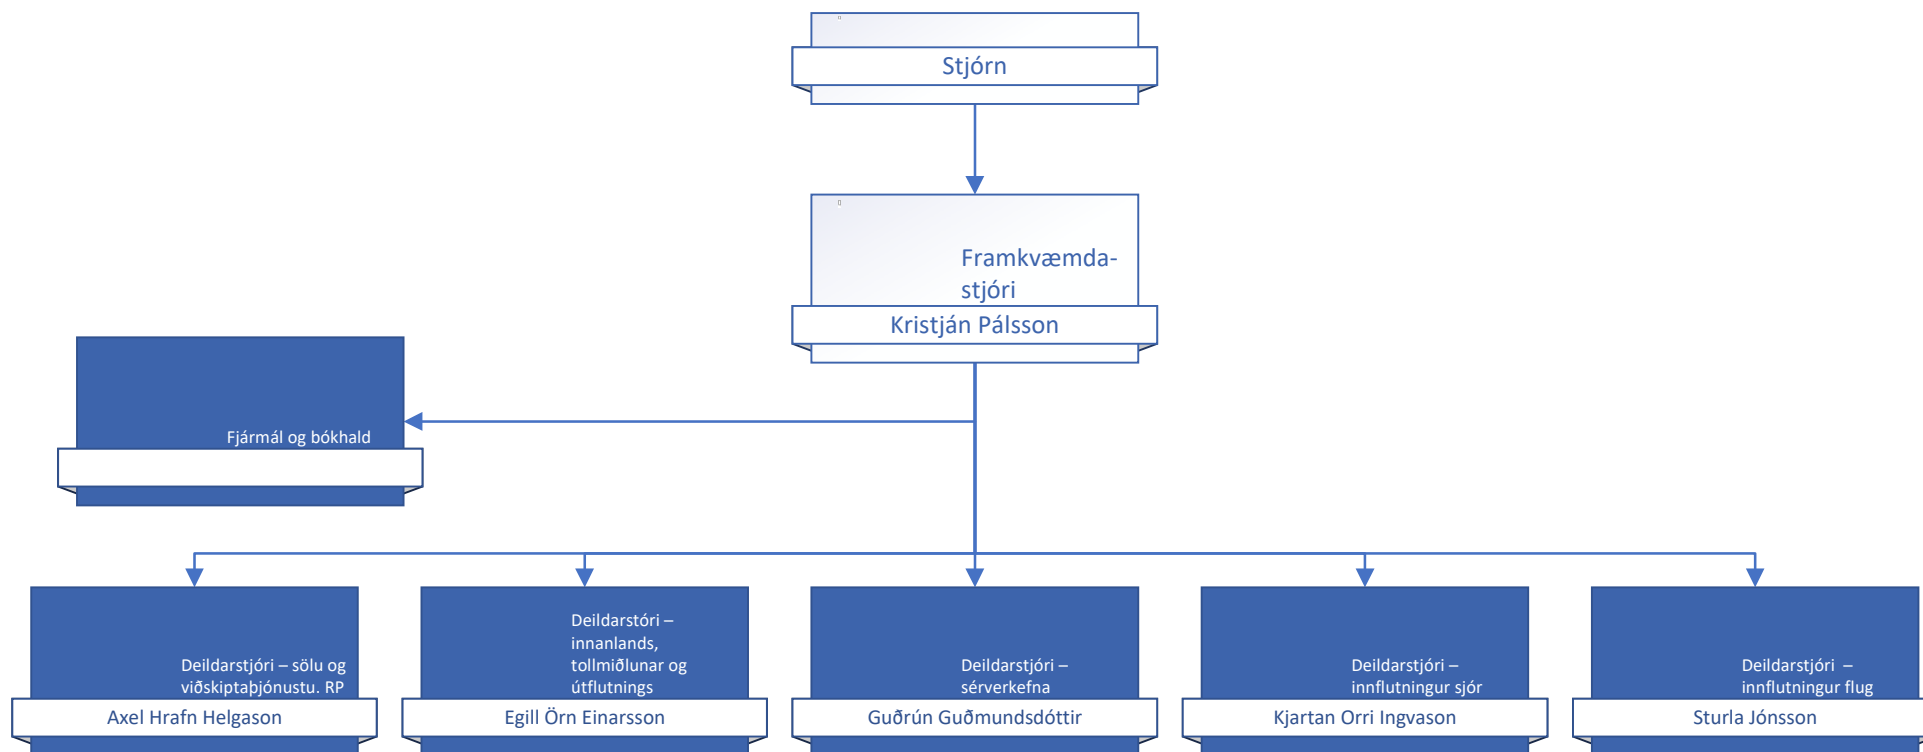 Stjórn
Framkvæmda-
stjóri
Kristján Pálsson
Fjármál og bókhald
Deildarstjóri – sölu og
viðskiptaþjónustu. RP
Axel Hrafn Helgason
Deildarstóri –
innanlands,
tollmiðlunar og
útflutnings
Egill Örn Einarsson
Deildarstjóri –
sérverkefna
Guðrún Guðmundsdóttir
Deildarstjóri –
innflutningur sjór
Kjartan Orri Ingvason
Deildarstjóri –
innflutningur flug
Sturla Jónsson